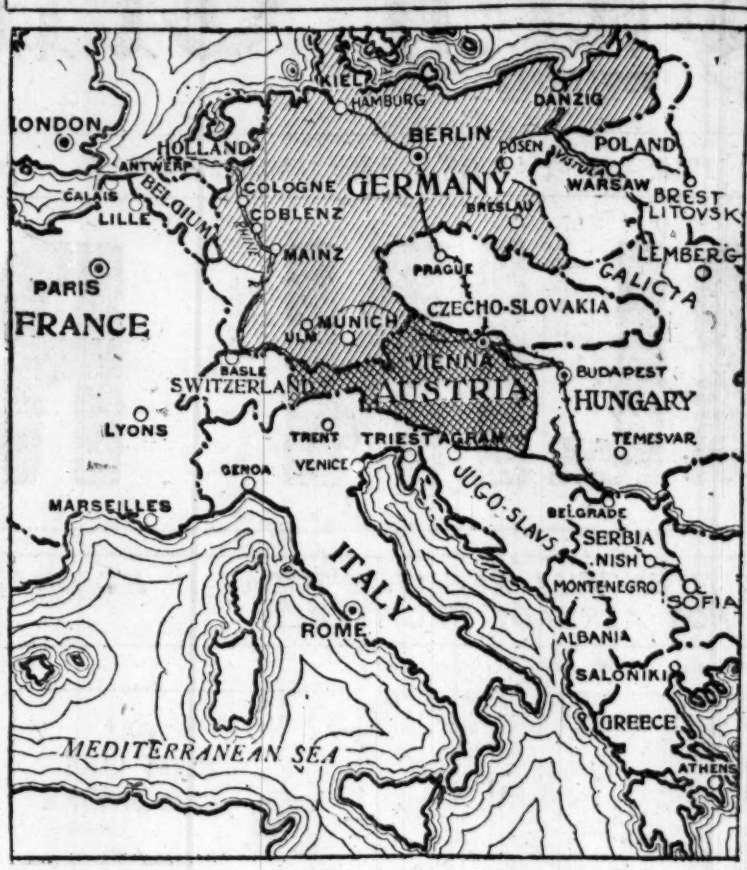 KIEL
HAMBURG
DANZIG
LONDON
HOLLAND
BERLIN
POSEN
POLAND
ANTWERP
VISTULA
WARSAW
CALAIS
BELGIUM
COLOGNE
GERMANY
BREST
LITOVSK
LILLE
COBLENZ
BRESLAU
RHINE
MAINZ
LEMBERG
PRAGUE
GALICIA
PARIS
CZECHO-SLOVAKIA
FRANCE
ULM
MUNICH
VIENNA
BASLE
BUDAPEST
SWITZERLAND
AUSTRIA
HUNGARY
LYONS
TRENT
TRIEST
AGRAM
TEMESVAR
VENICE
GENOA
JUGO-SLAVS
MARSEILLES
BELGRADE
SERBIA
NISH
ITALY
MONTENEGRO
SOFIA
ROME
ALBANIA
SALONIKI
GREECE
MEDITERRANEAN SEA
ATHENS